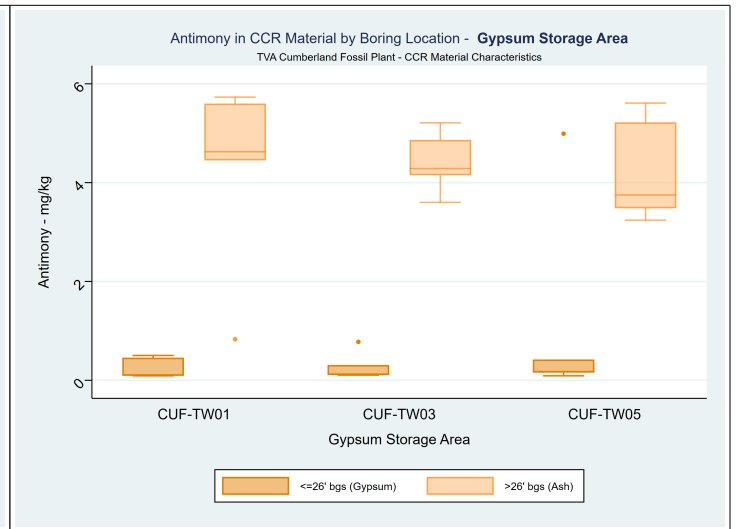 Antimony in CCR Material by Boring Location - Gypsum Storage Area
TVA Cumberland Fossil Plant - CCR Material Characteristics
Antimony - mg/kg
6
4
2
0
CUF-TW01 CUF-TW03 CUF-TW05
Gypsum Storage Area
<=26' bgs (Gypsum) >26' bgs (Ash)